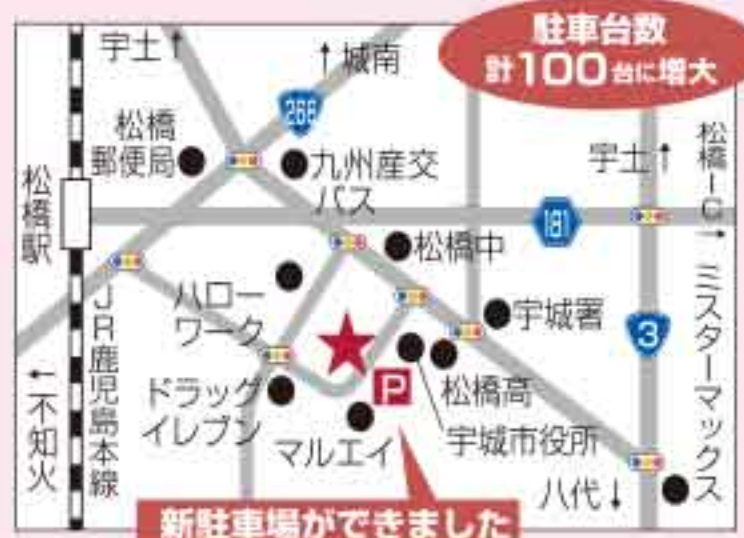 駐車台数
計100台に増大
宇土↑
↑城南
266
松橋
郵便局
九州産交
バス
宇土↑
松橋IC→
松橋駅
181
松橋中
ハロー
ワーク
宇城署
3
ミスターマックス
JR鹿児島本線
←不知火
ドラッグ
イレブン
P
松橋高
マルエイ
宇城市役所
八代↓
新駐車場ができました